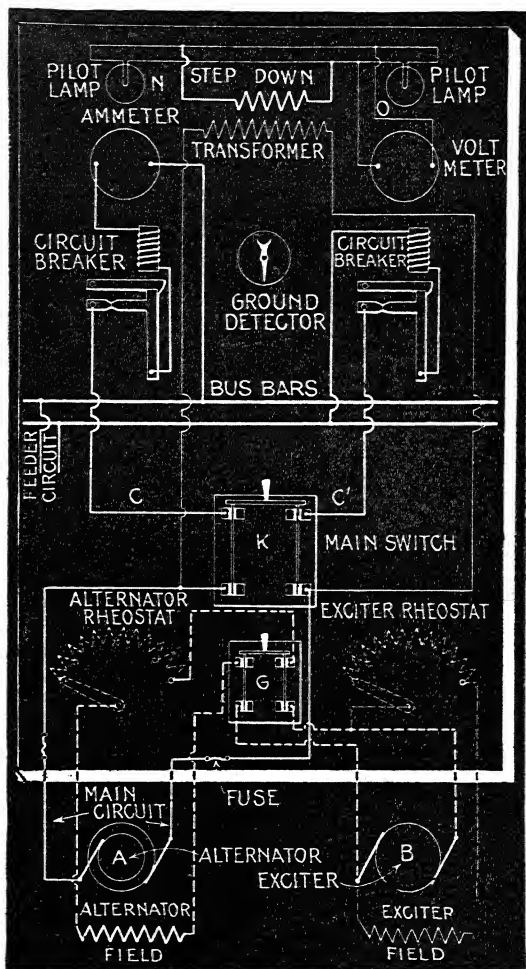 PILOT
LAMP
N
STEP DOWN
PILOT
LAMP
AMMETER
O
TRANSFORMER
VOLT
METER
CIRCUIT
BREAKER
CIRCUIT
BREAKER
GROUND
DETECTOR
BUS BARS
FEEDER
CIRCUIT
C
C'
K
MAIN SWITCH
ALTERNATOR
RHEOSTAT
EXCITER RHEOSTAT
G
FUSE
MAIN
CIRCUIT
A
ALTERNATOR
B
EXCITER
ALTERNATOR
FIELD
EXCITER
FIELD